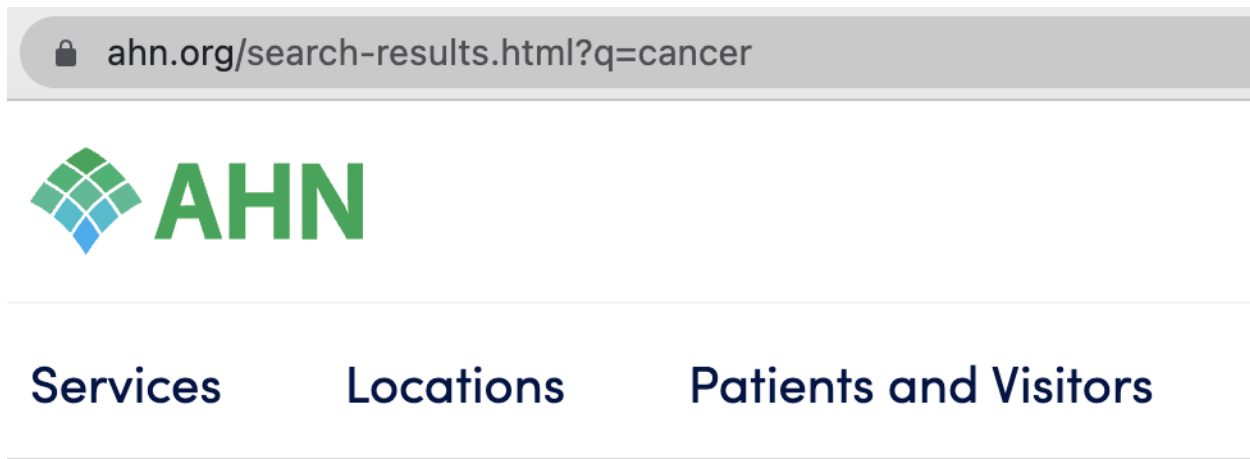 ahn.org/search-results.html?q=cancer
AHN
Services Locations Patients and Visitors